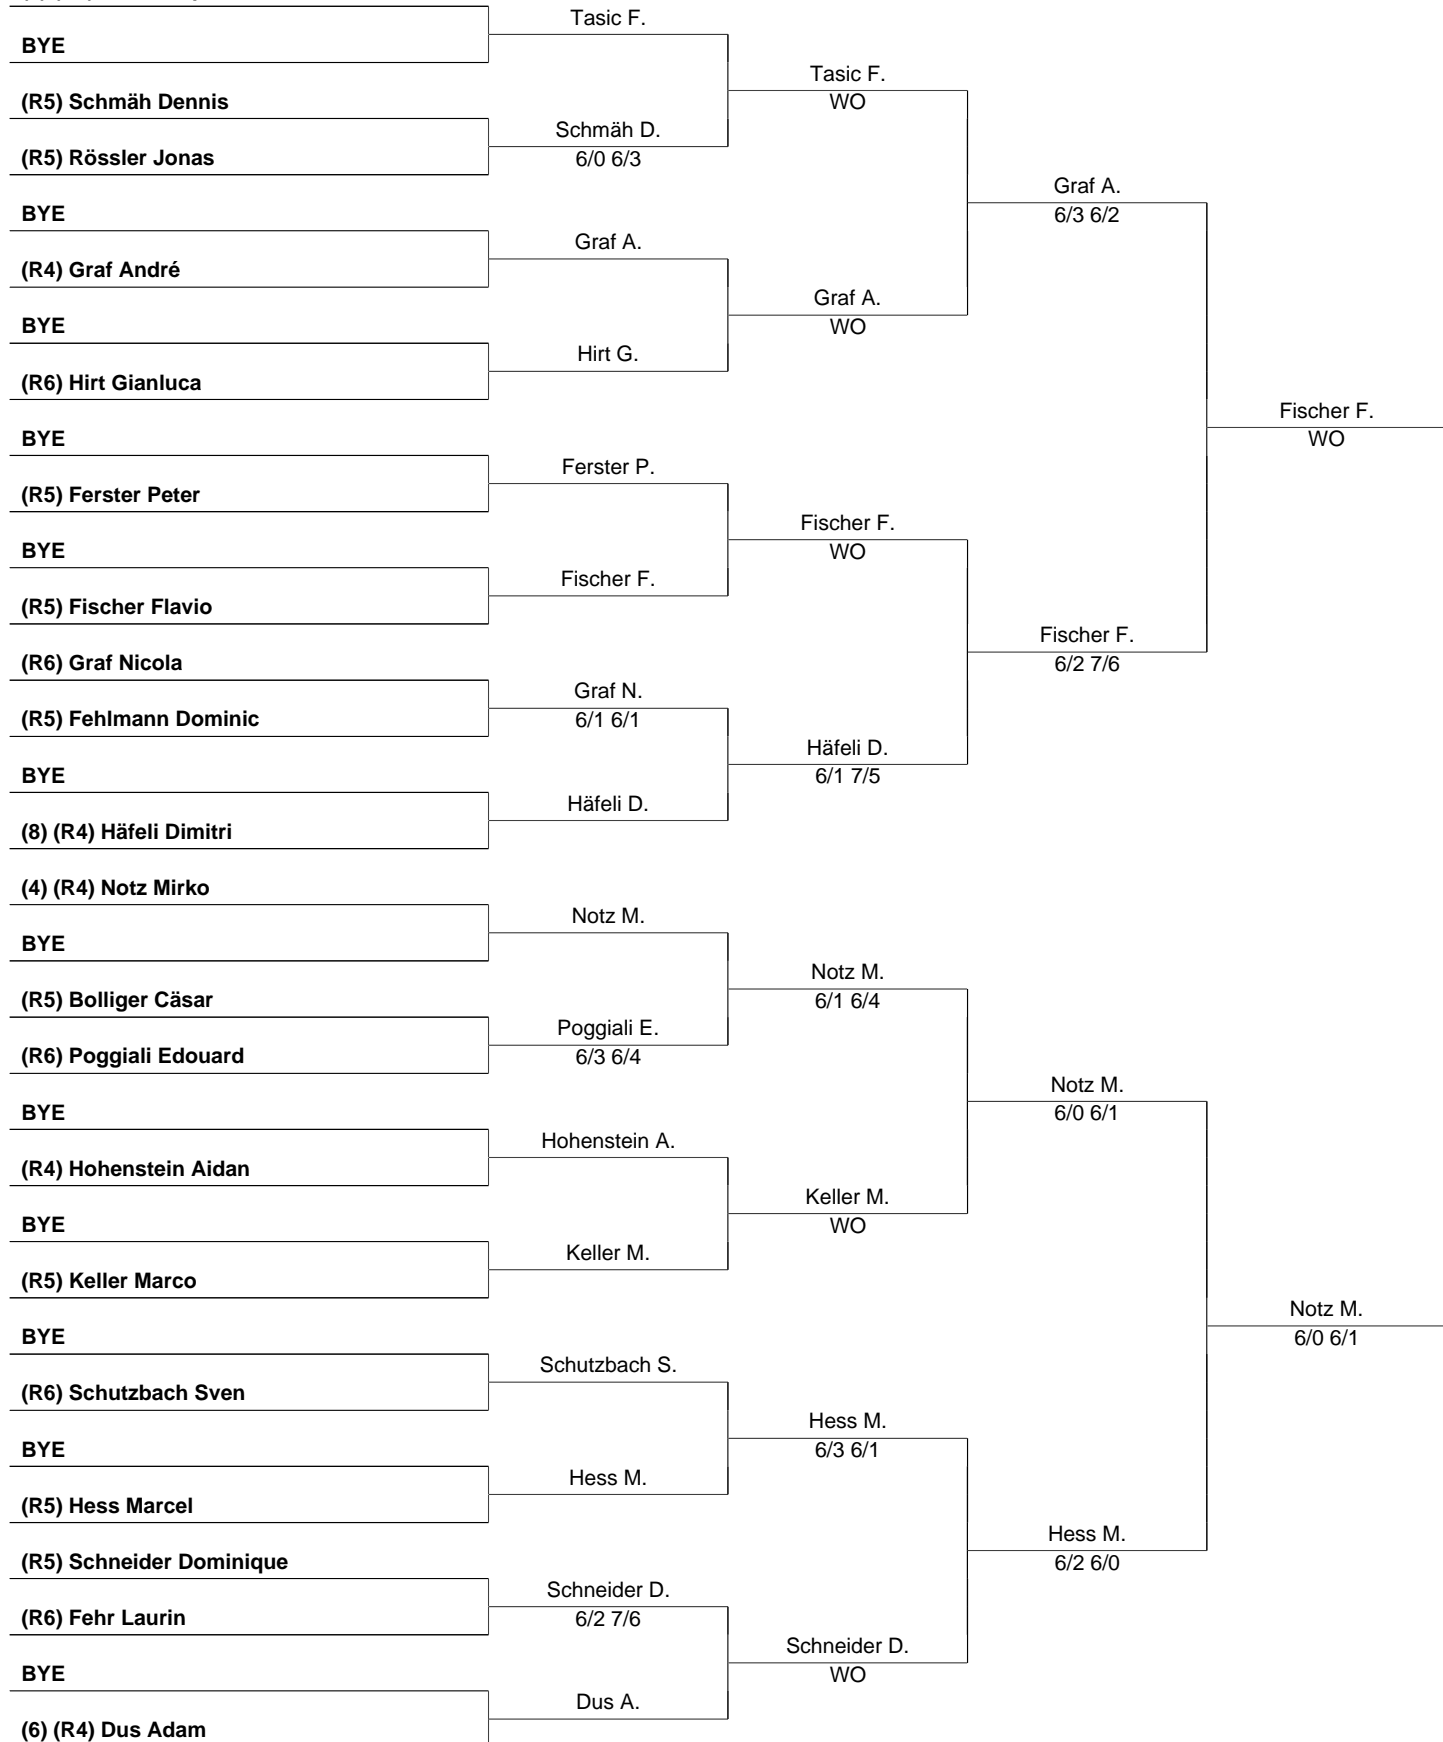 BYE
(R5) Schmäh Dennis
(R5) Rössler Jonas
BYE
(R4) Graf André
BYE
(R6) Hirt Gianluca
BYE
(R5) Ferster Peter
BYE
(R5) Fischer Flavio
(R6) Graf Nicola
(R5) Fehlmann Dominic
BYE
(8) (R4) Häfeli Dimitri
(4) (R4) Notz Mirko
BYE
(R5) Bolliger Cäsar
(R6) Poggiali Edouard
BYE
(R4) Hohenstein Aidan
BYE
(R5) Keller Marco
BYE
(R6) Schutzbach Sven
BYE
(R5) Hess Marcel
(R5) Schneider Dominique
(R6) Fehr Laurin
BYE
(6) (R4) Dus Adam
Tasic F.
Schmäh D.
6/0 6/3
Graf A.
Hirt G.
Ferster P.
Fischer F.
Graf N.
6/1 6/1
Häfeli D.
Notz M.
Poggiali E.
6/3 6/4
Hohenstein A.
Keller M.
Schutzbach S.
Hess M.
Schneider D.
6/2 7/6
Dus A.
Tasic F.
WO
Graf A.
WO
Fischer F.
WO
Häfeli D.
6/1 7/5
Notz M.
6/1 6/4
Keller M.
WO
Hess M.
6/3 6/1
Schneider D.
WO
Graf A.
6/3 6/2
Fischer F.
6/2 7/6
Notz M.
6/0 6/1
Hess M.
6/2 6/0
Fischer F.
WO
Notz M.
6/0 6/1